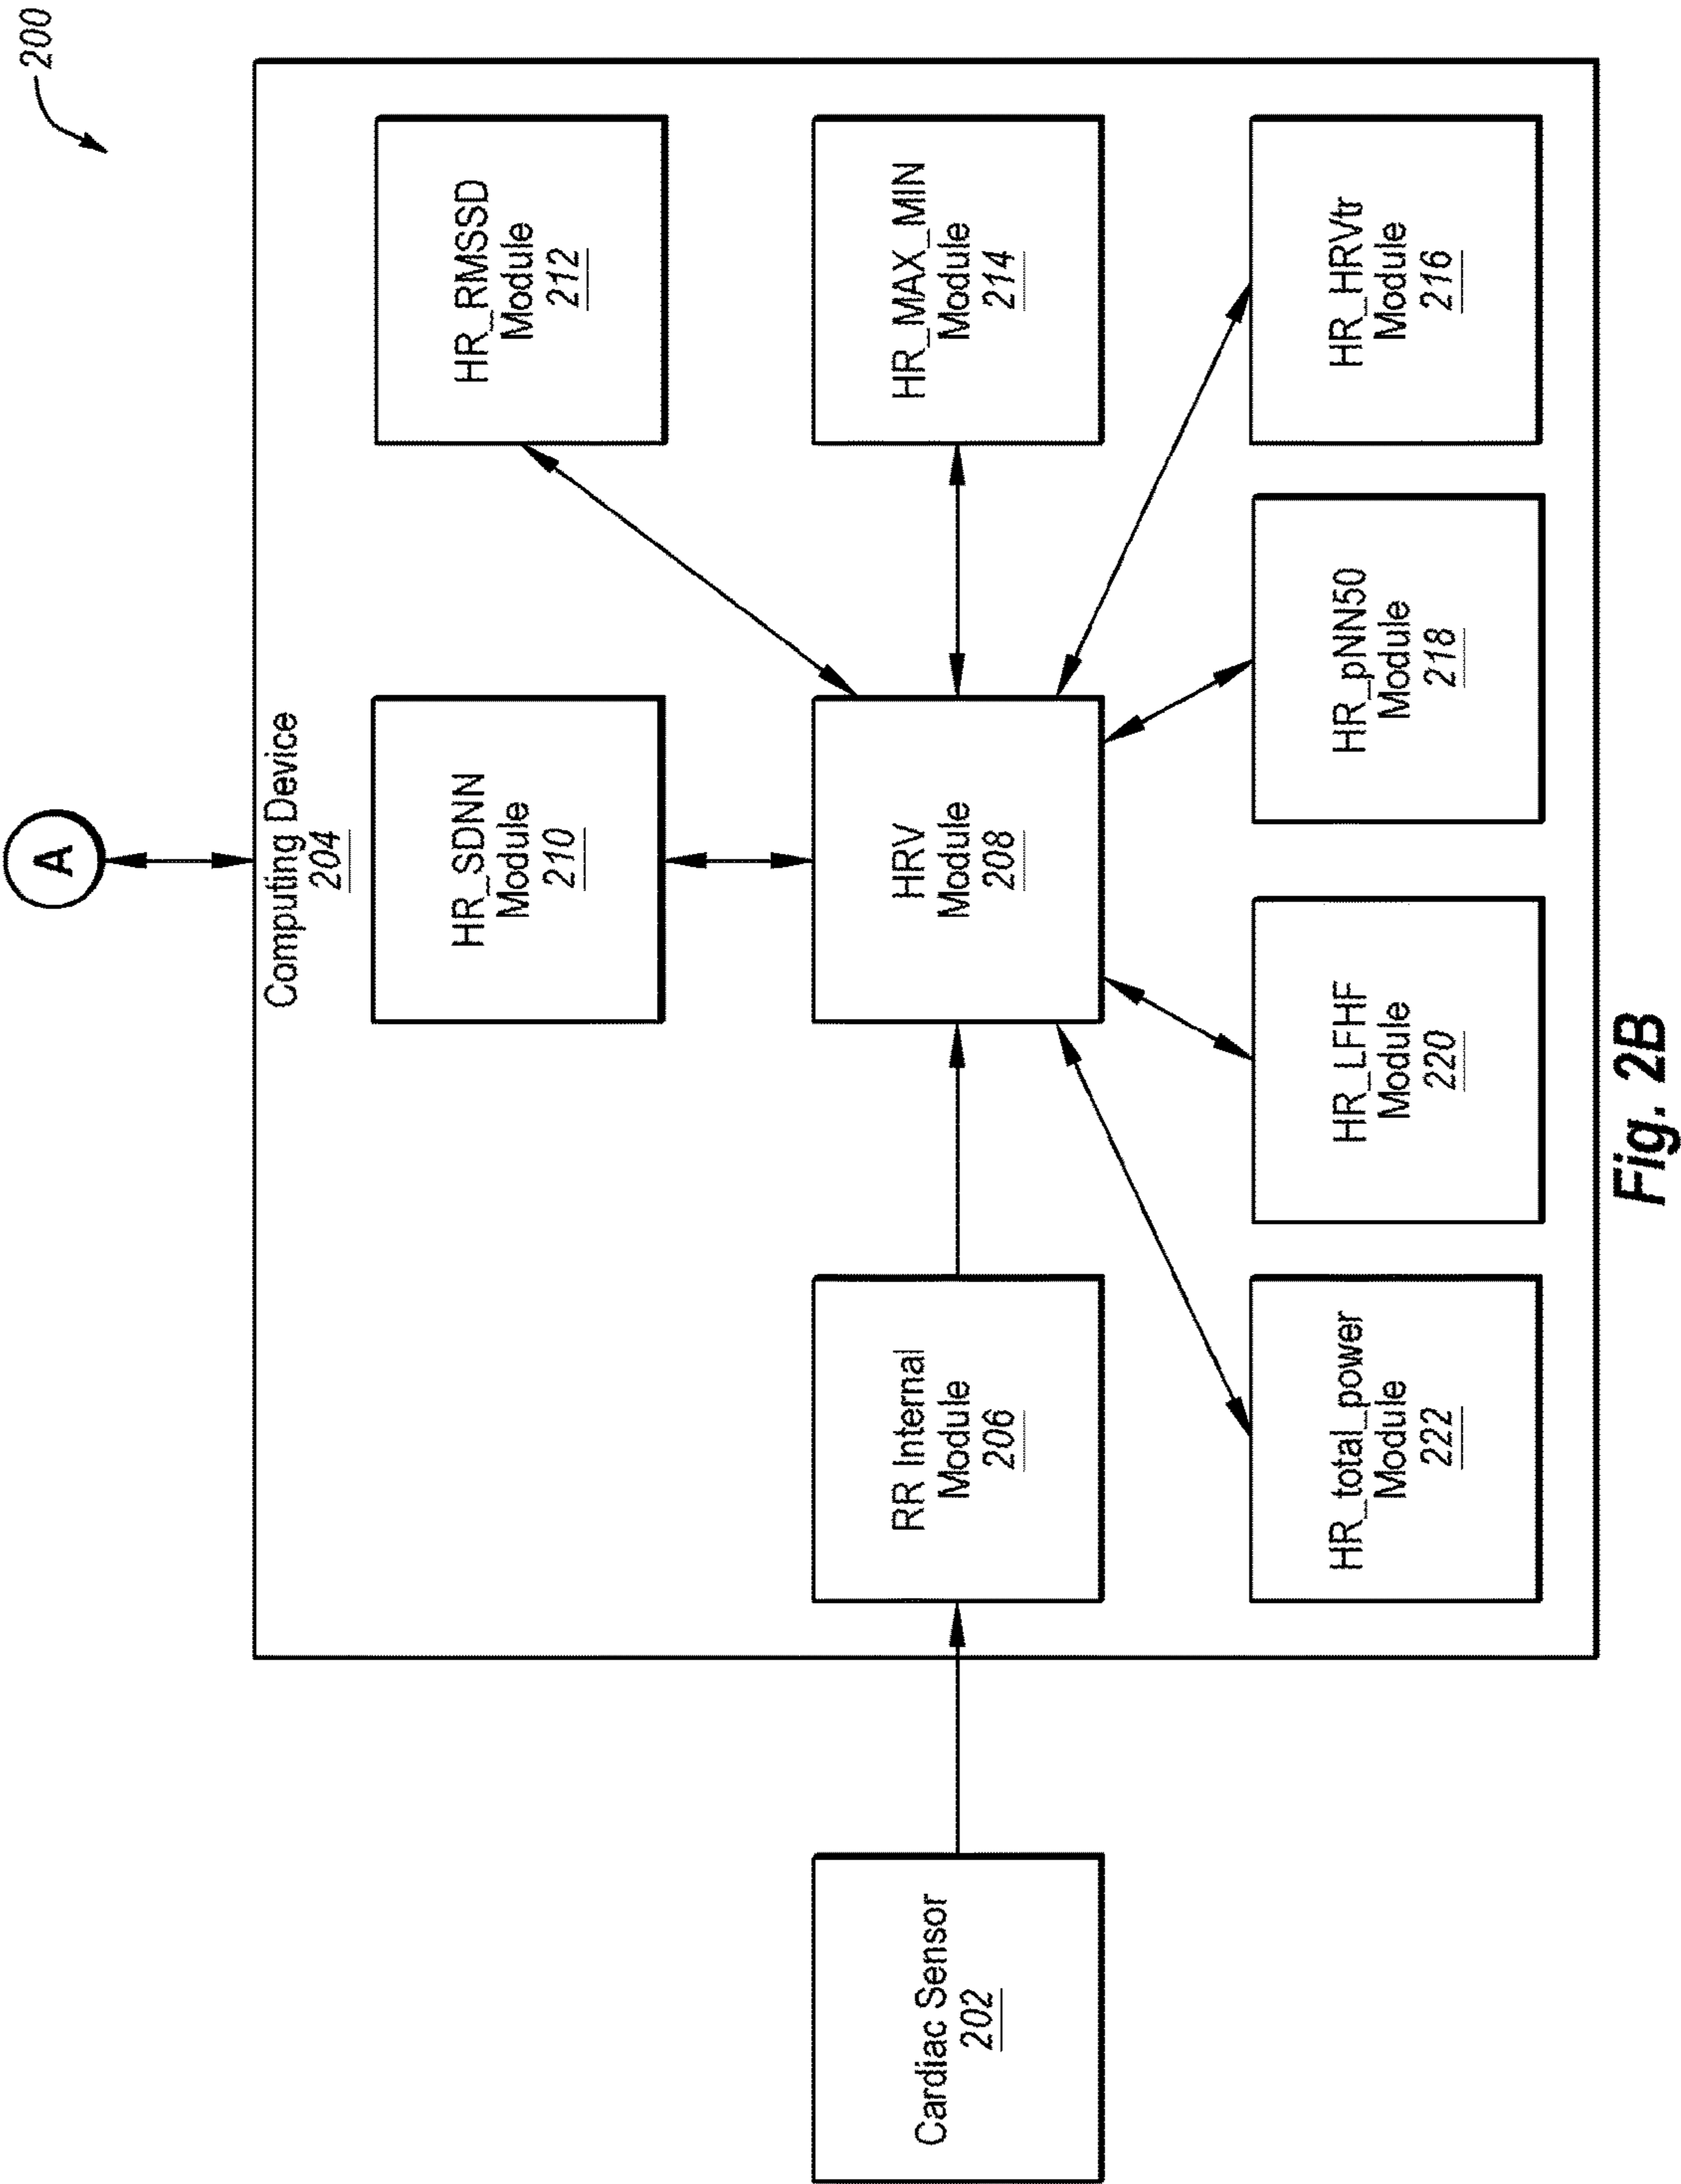 200
A
Computing Device
204
HR_SDNN
Module
210
HR_RMSSD
Module
212
Cardiac Sensor
202
RR Internal
Module
206
HRV
Module
208
HR_MAX_MIN
Module
214
HR_total_power
Module
222
HR_LFHF
Module
220
HR_pNN50
Module
218
HR_HRVtr
Module
216
Fig. 2B